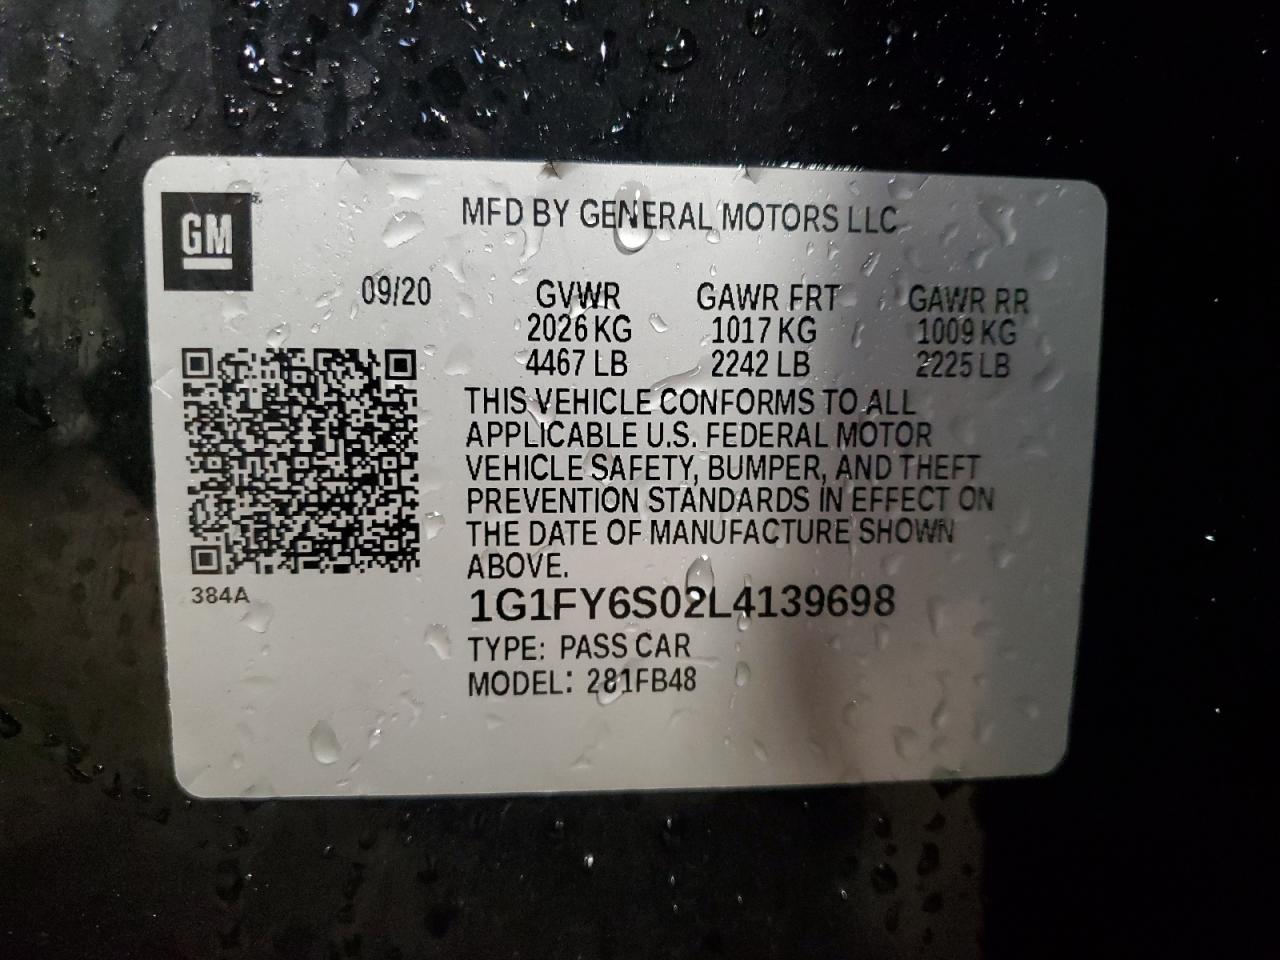 GM
MFD BY GENERAL MOTORS LLC
09/20
GVWR GAWR FRT GAWR RR
2026 KG 1017 KG 1009 KG
4467 LB 2242 LB 2225 LB
THIS VEHICLE CONFORMS TO ALL
APPLICABLE U.S. FEDERAL MOTOR
VEHICLE SAFETY, BUMPER, AND THEFT
PREVENTION STANDARDS IN EFFECT ON
THE DATE OF MANUFACTURE SHOWN
ABOVE.
384A
1G1FY6S02L4139698
TYPE: PASS CAR
MODEL: 281FB48